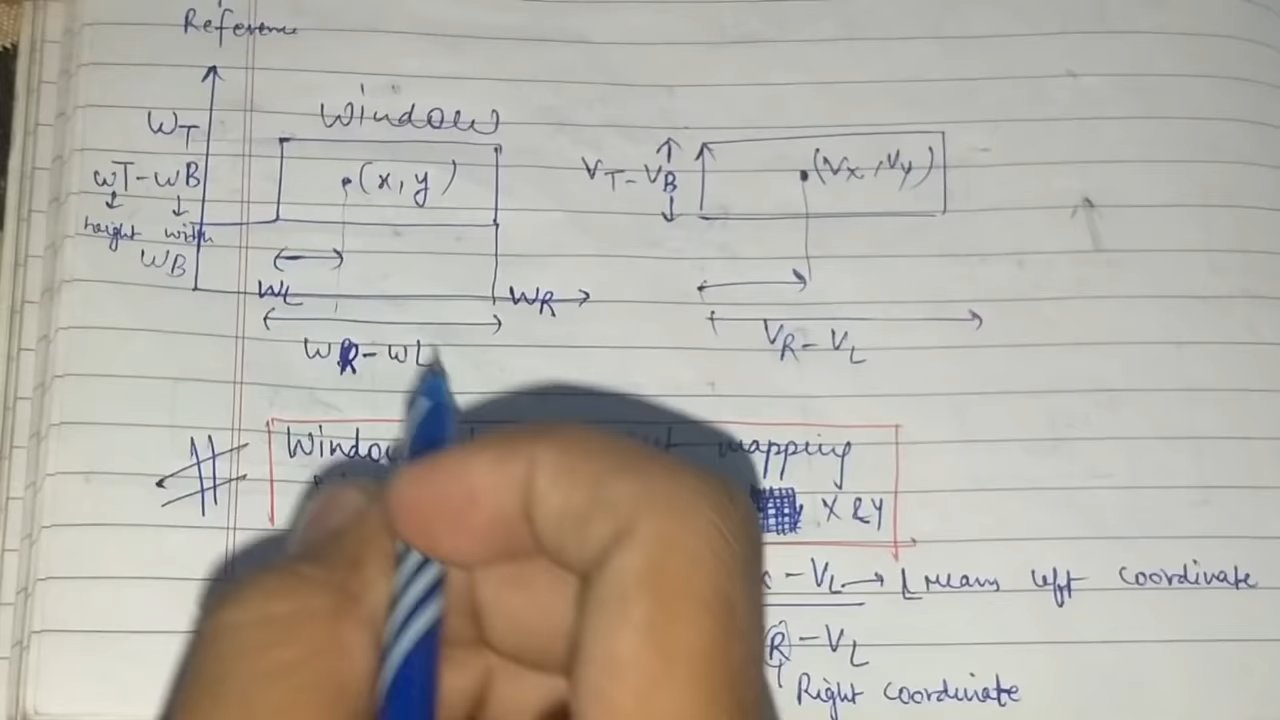 Reference
Window
WT
WT-WB
height width
WB
(x,y)
WL
WR
WR-WL
VT-VB
(Vx,Vy)
VR-VL
# Window mapping
X & Y
-VL → L means left coordinate
R -VL
Right coordinate